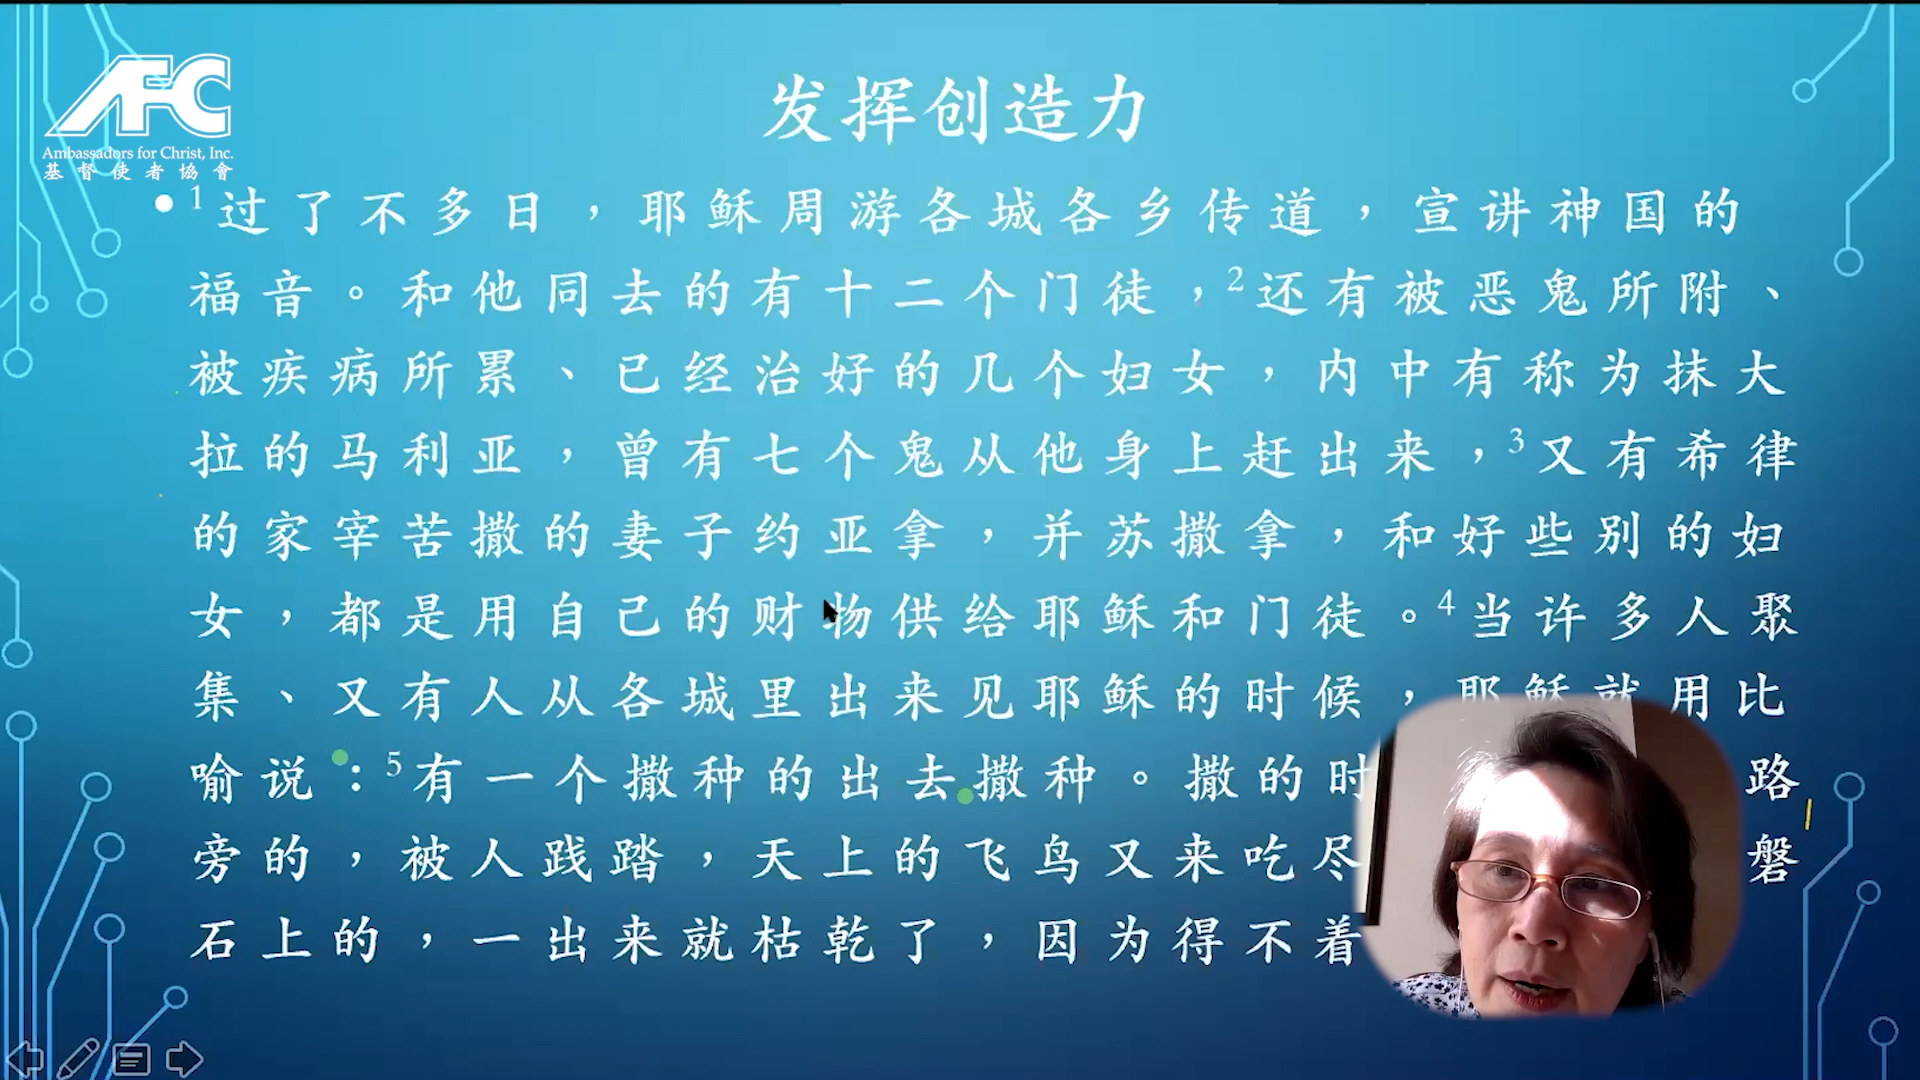 AFC
Ambassadors for Christ, Inc.
基督使者協會
发挥创造力
1过了不多日，耶稣周游各城各乡传道，宣讲神国的
福音。和他同去的有十二个门徒，2还有被恶鬼所附、
被疾病所累、已经治好的几个妇女，内中有称为抹大
拉的马利亚，曾有七个鬼从他身上赶出来，3又有希律
的家宰苦撒的妻子约亚拿，并苏撒拿，和好些别的妇
女，都是用自己的财物供给耶稣和门徒。4当许多人聚
集、又有人从各城里出来见耶稣的时候，耶稣就用比
喻说：5有一个撒种的出去撒种。撒的时 路
旁的，被人践踏，天上的飞鸟又来吃尽 磐
石上的，一出来就枯乾了，因为得不着